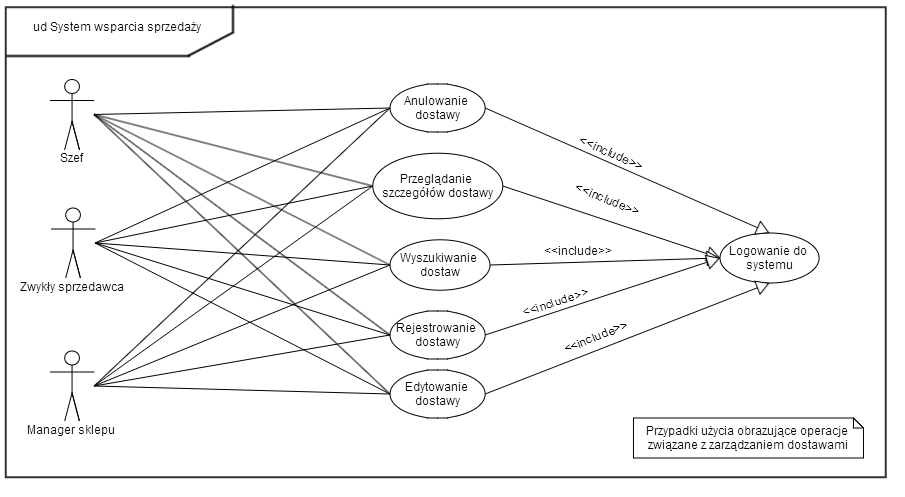 ud System wsparcia sprzedaży
Szef
Zwykły sprzedawca
Manager sklepu
Anulowanie
dostawy
Przeglądanie
szczegółów dostawy
Wyszukiwanie
dostaw
Rejestrowanie
dostawy
Edytowanie
dostawy
<<include>>
<<include>>
<<include>>
<<include>>
<<include>>
Logowanie do
systemu
Przypadki użycia obrazujące operacje
związane z zarządzaniem dostawami